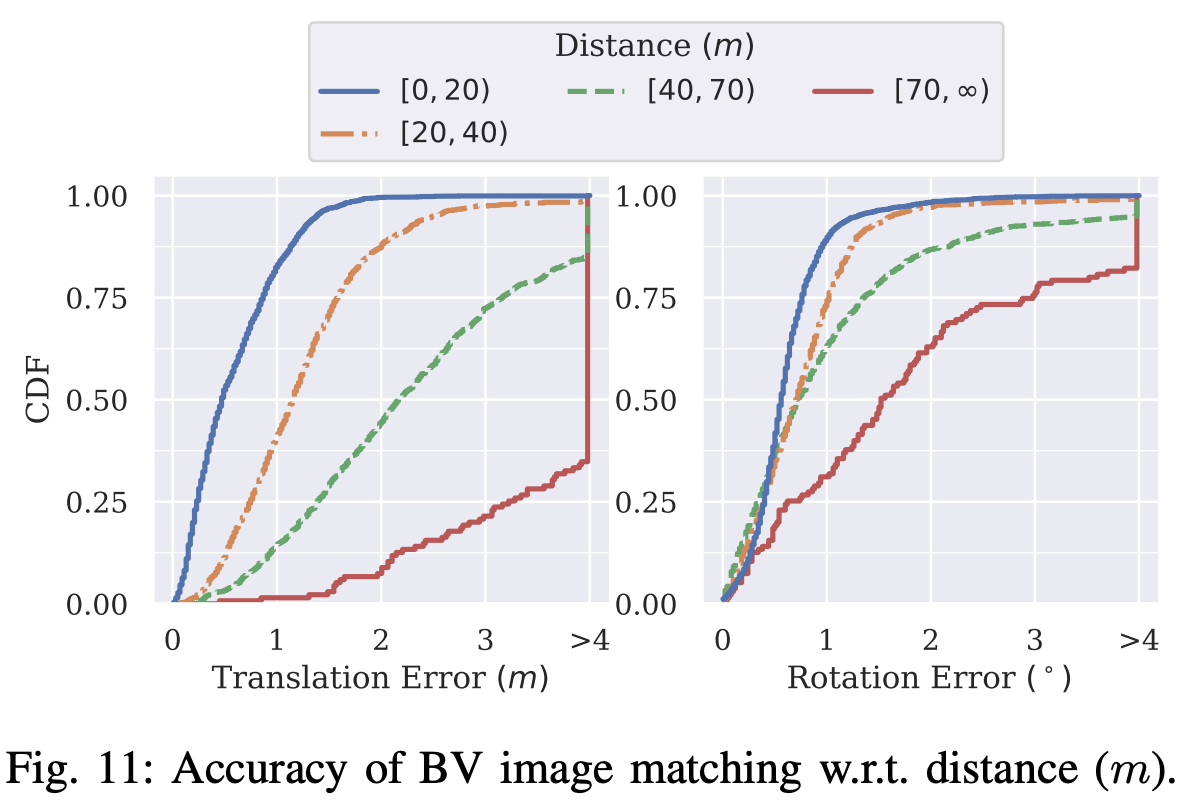 Distance (m)
[0, 20) [40, 70) [70, ∞)
[20, 40)
CDF
1.00
0.75
0.50
0.25
0.00
0 1 2 3 >4
Translation Error (m)
1.00
0.75
0.50
0.25
0.00
0 1 2 3 >4
Rotation Error (°)
Fig. 11: Accuracy of BV image matching w.r.t. distance (m).